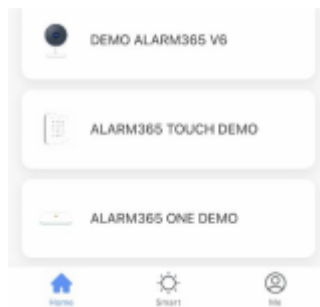 DEMO ALARM365 V6
ALARM365 TOUCH DEMO
ALARM365 ONE DEMO
Home
Smart
Me